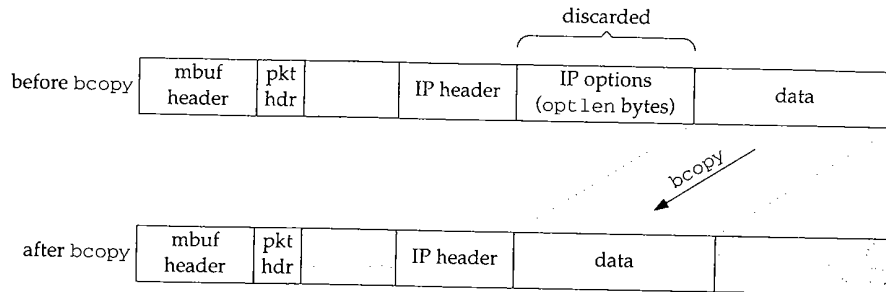 discarded
before bcopy
mbuf
header
pkt
hdr
IP header
IP options
(optlen bytes)
data
bcopy
after bcopy
mbuf
header
pkt
hdr
IP header
data